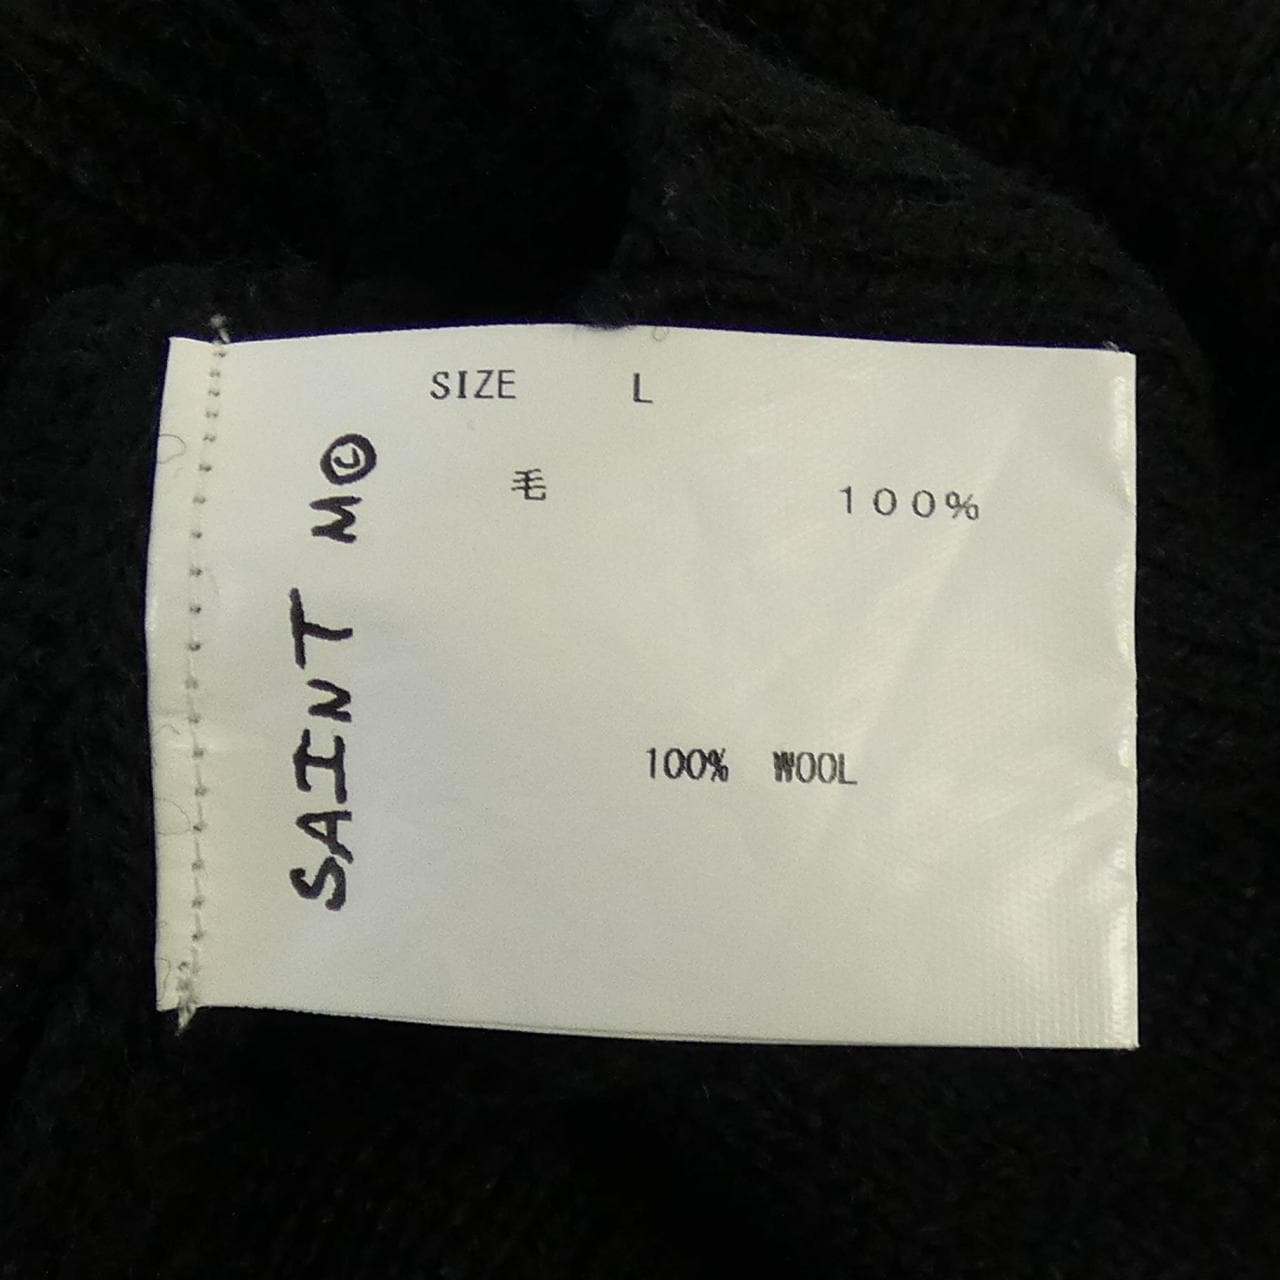 SIZE L
毛 100%
100% WOOL
SAINT M©